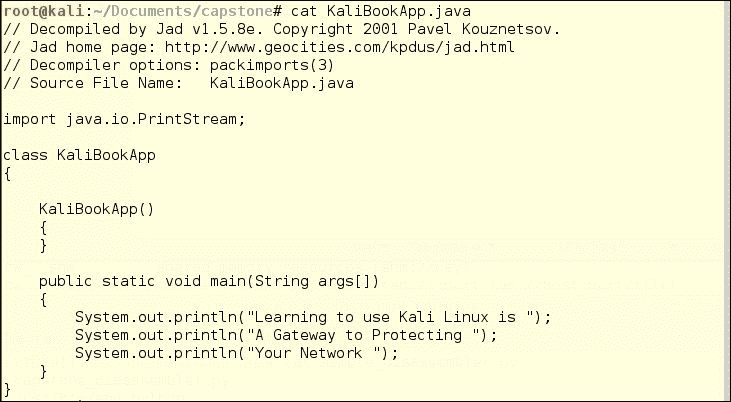 root@kali:~/Documents/capstone# cat KaliBookApp.java
// Decompiled by Jad v1.5.8e. Copyright 2001 Pavel Kouznetsov.
// Jad home page: http://www.geocities.com/kpdus/jad.html
// Decompiler options: packimports(3)
// Source File Name:   KaliBookApp.java

import java.io.PrintStream;

class KaliBookApp
{

    KaliBookApp()
    {
    }

    public static void main(String args[])
    {
        System.out.println("Learning to use Kali Linux is ");
        System.out.println("A Gateway to Protecting ");
        System.out.println("Your Network ");
    }
}